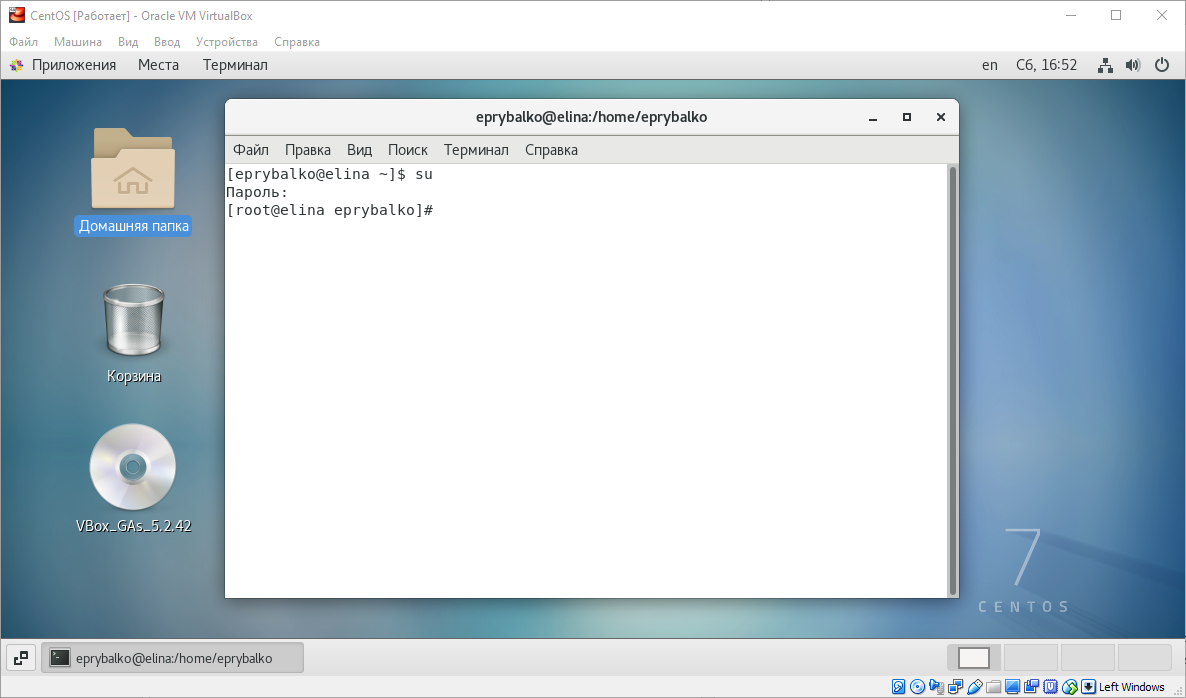 CentOS [Работает] - Oracle VM VirtualBox
Файл Машина Вид Ввод Устройства Справка
Приложения Места Терминал en Сб, 16:52
eprybalko@elina:/home/eprybalko
Файл Правка Вид Поиск Терминал Справка
[eprybalko@elina ~]$ su
Пароль:
[root@elina eprybalko]#
Домашняя папка
Корзина
VBox_GAs_5.2.42
7
CENTOS
eprybalko@elina:/home/eprybalko
Left Windows